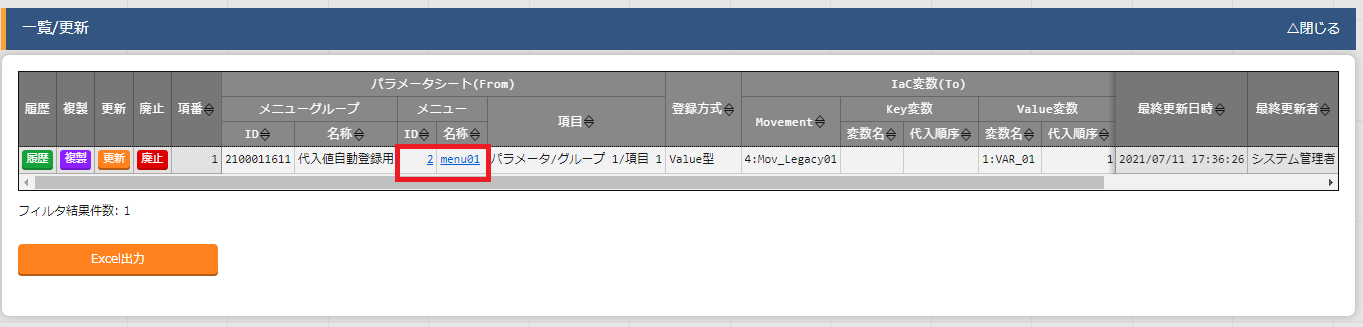 一覧/更新 △閉じる
パラメータシート(From) IaC変数(To)
履歴 複製 更新 廃止 項番 メニューグループ メニュー 項目 登録方式 Movement Key変数 Value変数 最終更新日時 最終更新者
ID 名称 ID 名称 変数名 代入順序 変数名 代入順序
履歴 複製 更新 廃止 1 2100011611 代入値自動登録用 2 menu01 パラメータ/グループ 1/項目 1 Value型 4:Mov_Legacy01 1:VAR_01 1 2021/07/11 17:36:26 システム管理者
フィルタ結果件数: 1
Excel出力